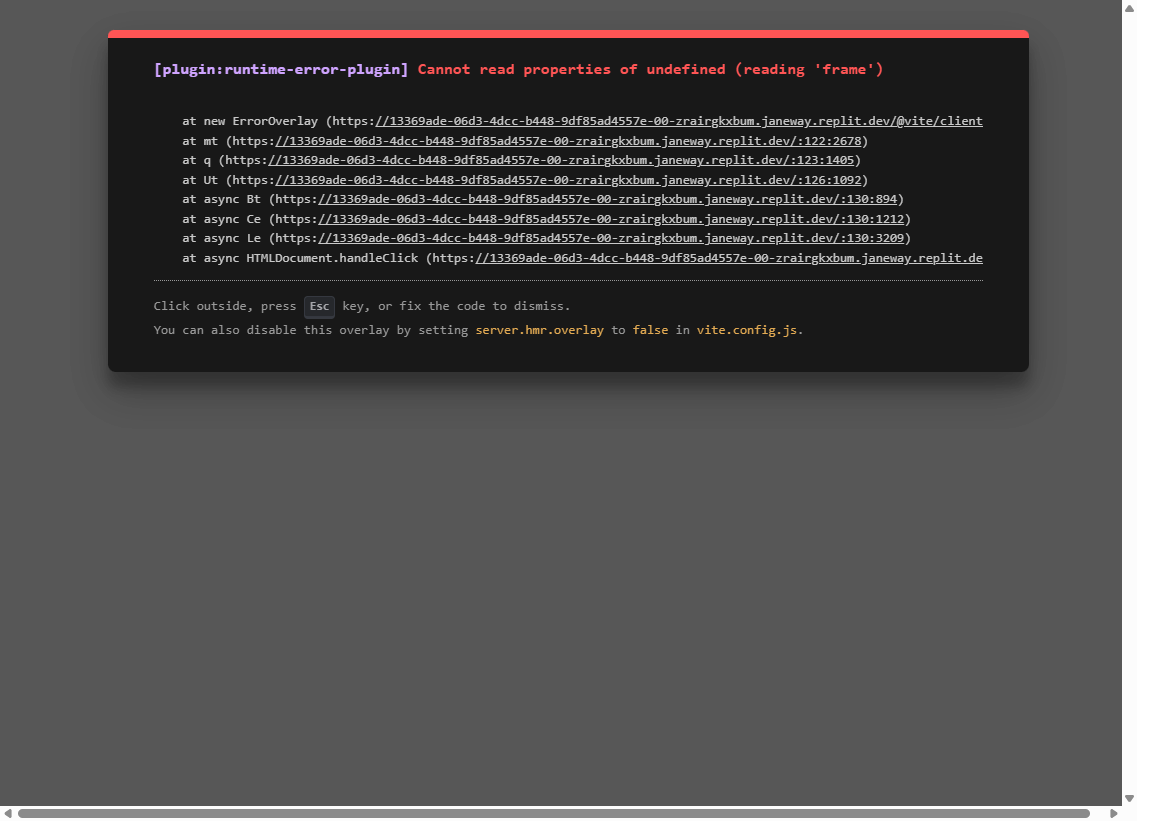 [plugin:runtime-error-plugin] Cannot read properties of undefined (reading 'frame')
at new ErrorOverlay (https://13369ade-06d3-4dcc-b448-9df85ad4557e-00-zrairgkxbum.janeway.replit.dev/@vite/client
at mt (https://13369ade-06d3-4dcc-b448-9df85ad4557e-00-zrairgkxbum.janeway.replit.dev/:122:2678)
at q (https://13369ade-06d3-4dcc-b448-9df85ad4557e-00-zrairgkxbum.janeway.replit.dev/:123:1405)
at Ut (https://13369ade-06d3-4dcc-b448-9df85ad4557e-00-zrairgkxbum.janeway.replit.dev/:126:1092)
at async Bt (https://13369ade-06d3-4dcc-b448-9df85ad4557e-00-zrairgkxbum.janeway.replit.dev/:130:894)
at async Ce (https://13369ade-06d3-4dcc-b448-9df85ad4557e-00-zrairgkxbum.janeway.replit.dev/:130:1212)
at async Le (https://13369ade-06d3-4dcc-b448-9df85ad4557e-00-zrairgkxbum.janeway.replit.dev/:130:3209)
at async HTMLDocument.handleClick (https://13369ade-06d3-4dcc-b448-9df85ad4557e-00-zrairgkxbum.janeway.replit.de
Click outside, press Esc key, or fix the code to dismiss.
You can also disable this overlay by setting server.hmr.overlay to false in vite.config.js.